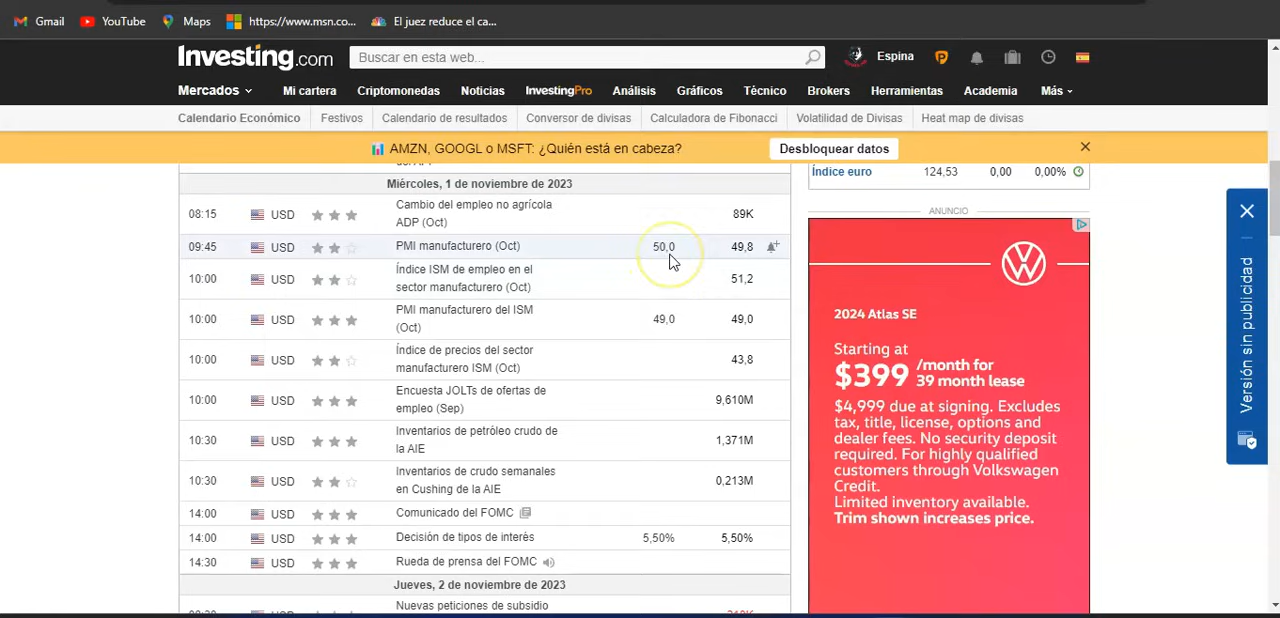 Gmail YouTube Maps https://www.msn.co... El juez reduce el ca...
Investing.com Buscar en esta web... Espina
Mercados Mi cartera Criptomonedas Noticias InvestingPro Análisis Gráficos Técnico Brokers Herramientas Academia Más
Calendario Económico Festivos Calendario de resultados Conversor de divisas Calculadora de Fibonacci Volatilidad de Divisas Heat map de divisas
AMZN, GOOGL o MSFT: ¿Quién está en cabeza? Desbloquear datos
Índice euro 124,53 0,00 0,00%
Miércoles, 1 de noviembre de 2023
08:15 USD Cambio del empleo no agrícola
ADP (Oct) 89K
09:45 USD PMI manufacturero (Oct) 50,0 49,8
10:00 USD Índice ISM de empleo en el
sector manufacturero (Oct) 51,2
10:00 USD PMI manufacturero del ISM
(Oct) 49,0 49,0
10:00 USD Índice de precios del sector
manufacturero ISM (Oct) 43,8
10:00 USD Encuesta JOLTs de ofertas de
empleo (Sep) 9,610M
10:30 USD Inventarios de petróleo crudo de
la AIE 1,371M
10:30 USD Inventarios de crudo semanales
en Cushing de la AIE 0,213M
14:00 USD Comunicado del FOMC
14:00 USD Decisión de tipos de interés 5,50% 5,50%
14:30 USD Rueda de prensa del FOMC
Jueves, 2 de noviembre de 2023
Nuevas peticiones de subsidio
ANUNCIO
2024 Atlas SE
Starting at
$399 /month for
39 month lease
$4,999 due at signing. Excludes
tax, title, license, options and
dealer fees. No security deposit
required. For highly qualified
customers through Volkswagen
Credit.
Limited inventory available.
Trim shown increases price.
Versión sin publicidad